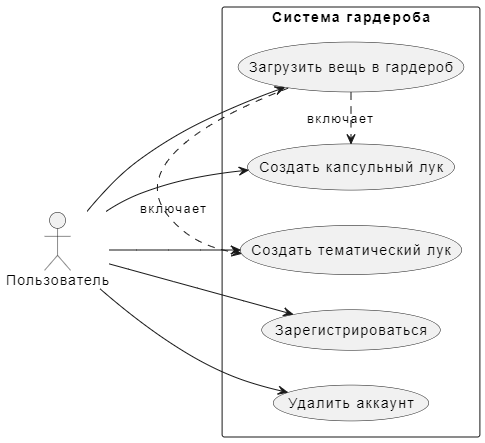 Система гардероба
Загрузить вещь в гардероб
включает
Создать капсульный лук
включает
Создать тематический лук
Пользователь
Зарегистрироваться
Удалить аккаунт